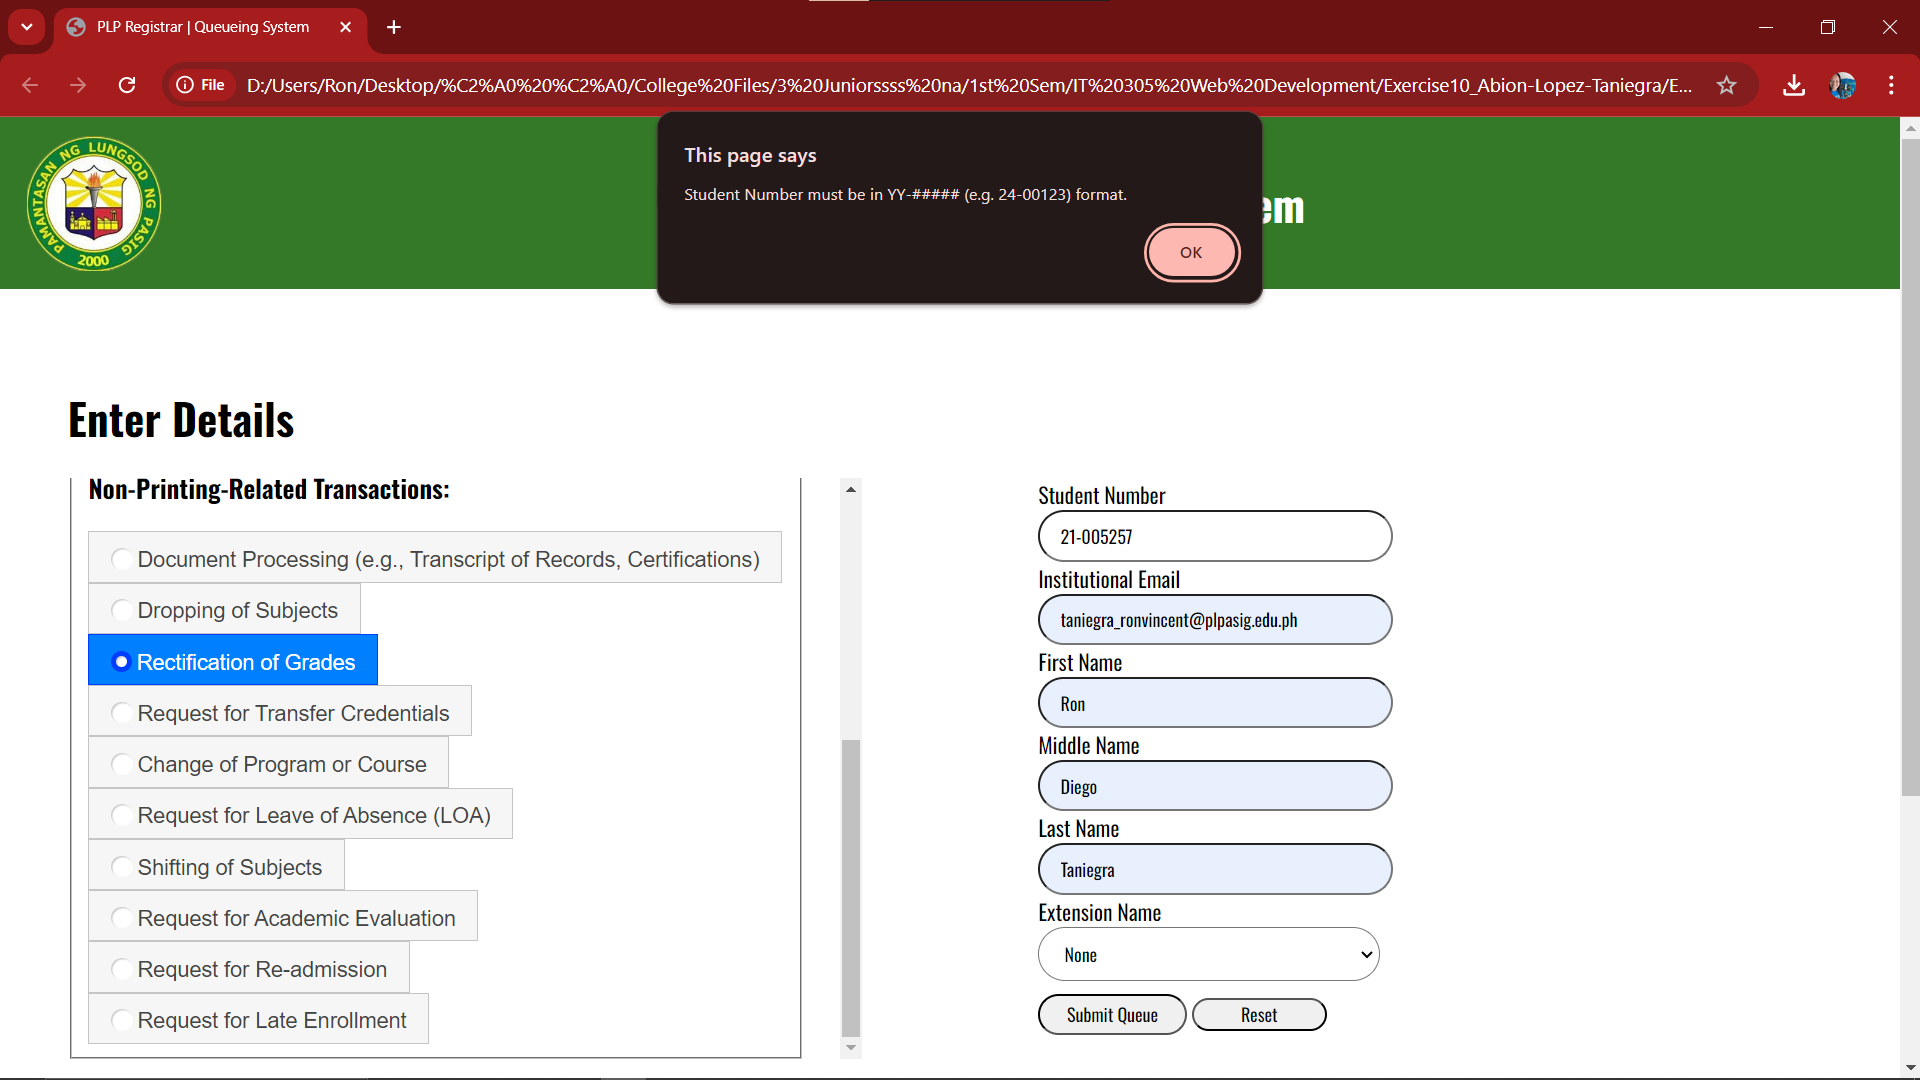 PLP Registrar | Queueing System
File
D:/Users/Ron/Desktop/%C2%A0%20%C2%A0/College%20Files/3%20Juniorssss%20na/1st%20Sem/IT%20305%20Web%20Development/Exercise10_Abion-Lopez-Taniegra/E...
PAMANTASAN NG LUNGSOD NG PASIG
2000
em
This page says
Student Number must be in YY-##### (e.g. 24-00123) format.
OK
Enter Details
Non-Printing-Related Transactions:
Document Processing (e.g., Transcript of Records, Certifications)
Dropping of Subjects
Rectification of Grades
Request for Transfer Credentials
Change of Program or Course
Request for Leave of Absence (LOA)
Shifting of Subjects
Request for Academic Evaluation
Request for Re-admission
Request for Late Enrollment
Student Number
21-005257
Institutional Email
taniegra_ronvincent@plpasig.edu.ph
First Name
Ron
Middle Name
Diego
Last Name
Taniegra
Extension Name
None
Submit Queue
Reset